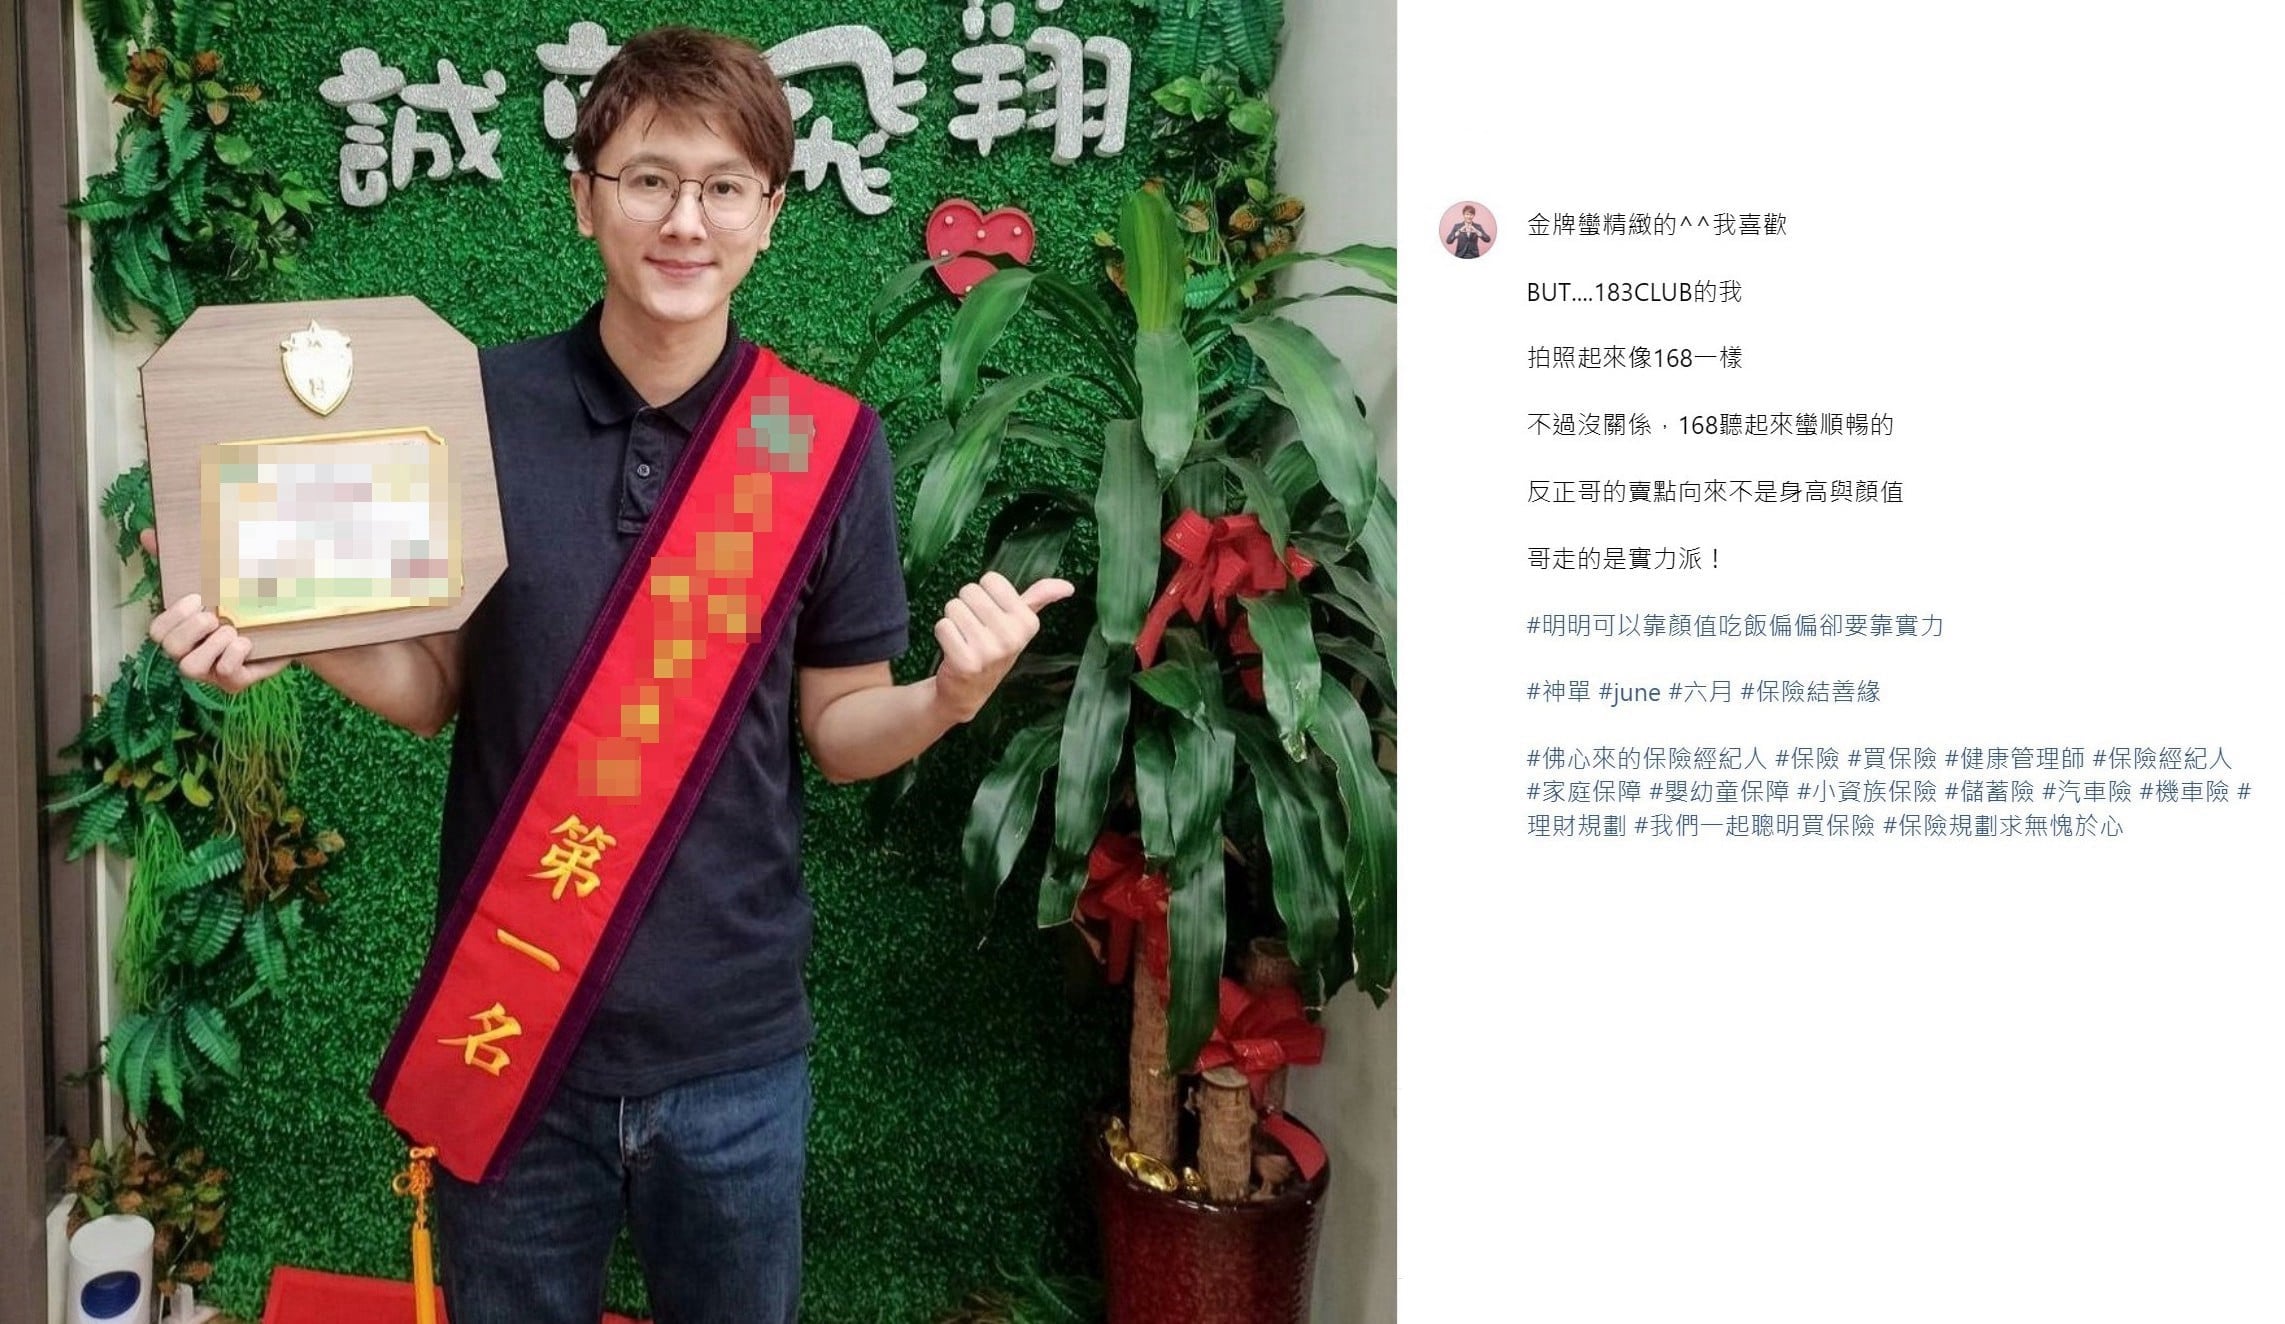 誠 飛翔
第一名
金牌蠻精緻的^^我喜歡
BUT....183CLUB的我
拍照起來像168一樣
不過沒關係，168聽起來蠻順暢的
反正哥的賣點向來不是身高與顏值
哥走的是實力派！
#明明可以靠顏值吃飯偏偏卻要靠實力
#神單 #june #六月 #保險結善緣
#佛心來的保險經紀人 #保險 #買保險 #健康管理師 #保險經紀人
#家庭保障 #嬰幼童保障 #小資族保險 #儲蓄險 #汽車險 #機車險 #
理財規劃 #我們一起聰明買保險 #保險規劃求無愧於心